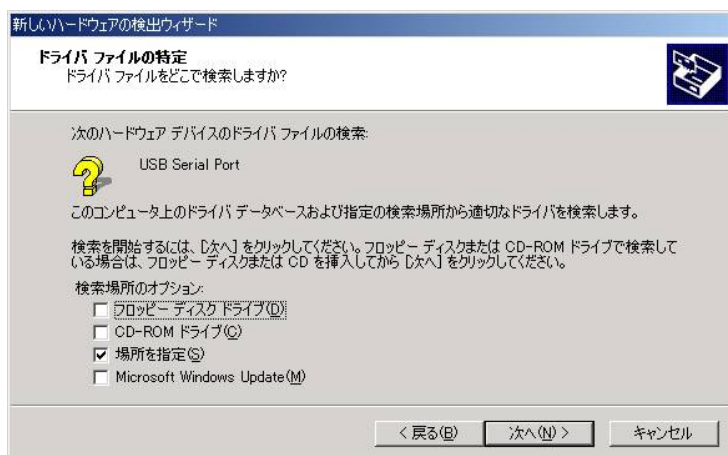 新しいハードウェアの検出ウィザード
ドライバ ファイルの特定
ドライバ ファイルをどこで検索しますか?
次のハードウェア デバイスのドライバ ファイルの検索:
USB Serial Port
このコンピュータ上のドライバ データベースおよび指定の検索場所から適切なドライバを検索します。
検索を開始するには、[次へ] をクリックしてください。フロッピー ディスクまたは CD-ROM ドライブで検索して
いる場合は、フロッピー ディスクまたは CD を挿入してから [次へ] をクリックしてください。
検索場所のオプション:
フロッピー ディスク ドライブ(D)
CD-ROM ドライブ(C)
場所を指定(S)
Microsoft Windows Update(M)
< 戻る(B)
次へ(N) >
キャンセル